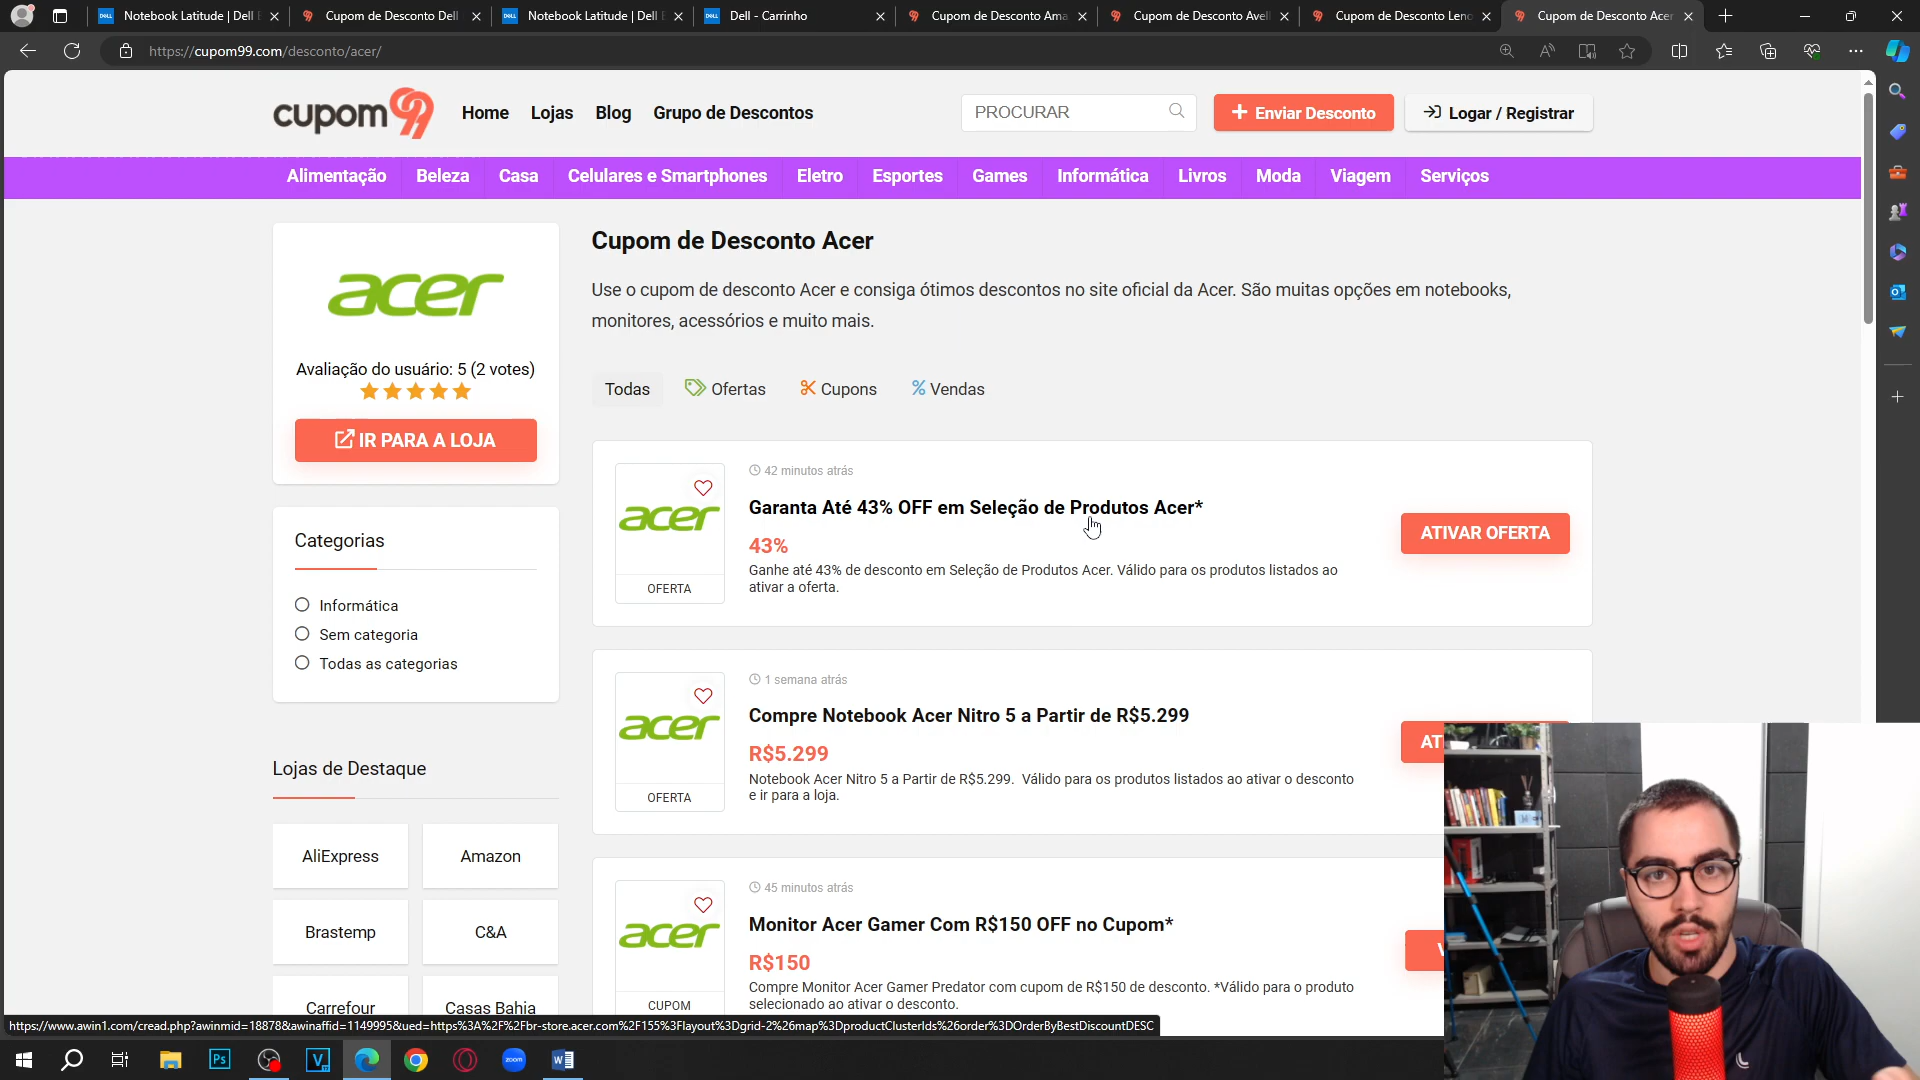 Notebook Latitude | Dell
Cupom de Desconto Dell
Notebook Latitude | Dell
Dell - Carrinho
Cupom de Desconto Ama
Cupom de Desconto Avel
Cupom de Desconto Leno
Cupom de Desconto Acer
https://cupom99.com/desconto/acer/
cupom99
Home
Lojas
Blog
Grupo de Descontos
PROCURAR
Enviar Desconto
Logar / Registrar
Alimentação
Beleza
Casa
Celulares e Smartphones
Eletro
Esportes
Games
Informática
Livros
Moda
Viagem
Serviços
acer
Avaliação do usuário: 5 (2 votes)
IR PARA A LOJA
Categorias
Informática
Sem categoria
Todas as categorias
Lojas de Destaque
AliExpress
Amazon
Brastemp
C&A
Carrefour
Casas Bahia
Cupom de Desconto Acer
Use o cupom de desconto Acer e consiga ótimos descontos no site oficial da Acer. São muitas opções em notebooks,
monitores, acessórios e muito mais.
Todas
Ofertas
Cupons
% Vendas
acer
OFERTA
42 minutos atrás
Garanta Até 43% OFF em Seleção de Produtos Acer*
43%
Ganhe até 43% de desconto em Seleção de Produtos Acer. Válido para os produtos listados ao
ativar a oferta.
ATIVAR OFERTA
acer
OFERTA
1 semana atrás
Compre Notebook Acer Nitro 5 a Partir de R$5.299
R$5.299
Notebook Acer Nitro 5 a Partir de R$5.299. Válido para os produtos listados ao ativar o desconto
e ir para a loja.
AT
acer
CUPOM
45 minutos atrás
Monitor Acer Gamer Com R$150 OFF no Cupom*
R$150
Compre Monitor Acer Gamer Predator com cupom de R$150 de desconto. *Válido para o produto
selecionado ao ativar o desconto.
V
https://www.awin1.com/cread.php?awinmid=18878&awinaffid=1149995&ued=https%3A%2F%2Fbr-store.acer.com%2F155%3Flayout%3Dgrid-2%26map%3DproductClusterIds%26order%3DOrderByBestDiscountDESC
Ps
V
zoom
W